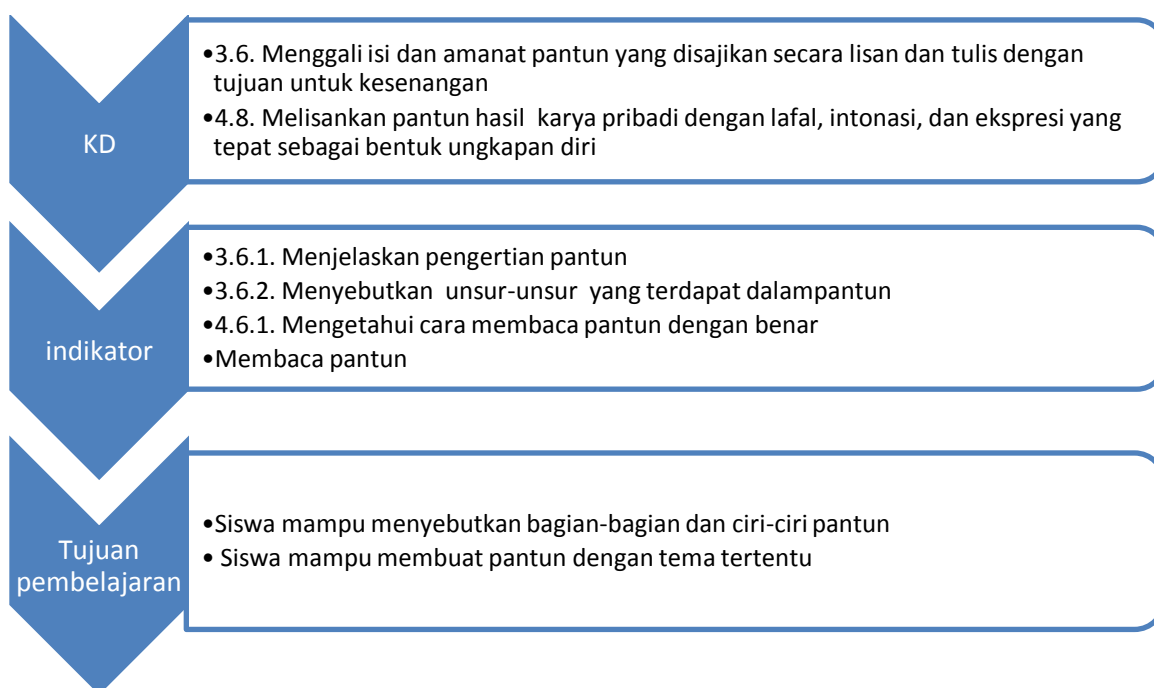 KD
•3.6. Menggali isi dan amanat pantun yang disajikan secara lisan dan tulis dengan
tujuan untuk kesenangan
•4.8. Melisankan pantun hasil karya pribadi dengan lafal, intonasi, dan ekspresi yang
tepat sebagai bentuk ungkapan diri
indikator
•3.6.1. Menjelaskan pengertian pantun
•3.6.2. Menyebutkan unsur-unsur yang terdapat dalampantun
•4.6.1. Mengetahui cara membaca pantun dengan benar
•Membaca pantun
Tujuan
pembelajaran
•Siswa mampu menyebutkan bagian-bagian dan ciri-ciri pantun
• Siswa mampu membuat pantun dengan tema tertentu